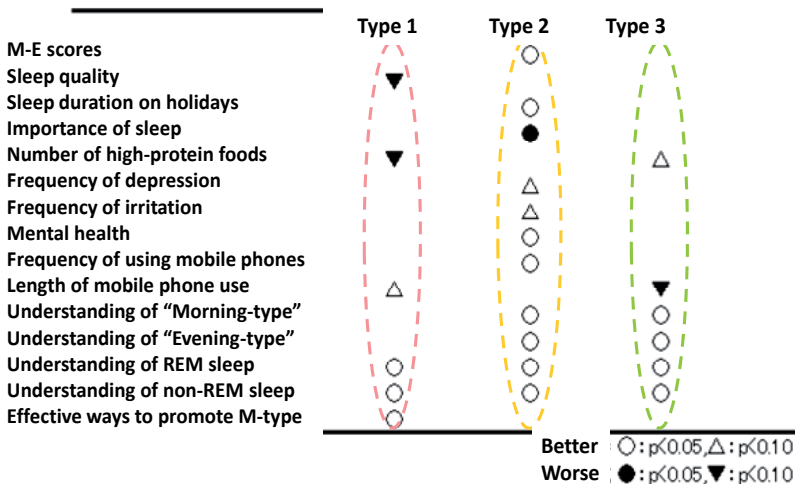 Type 1 Type 2 Type 3
M-E scores
Sleep quality
Sleep duration on holidays
Importance of sleep
Number of high-protein foods
Frequency of depression
Frequency of irritation
Mental health
Frequency of using mobile phones
Length of mobile phone use
Understanding of “Morning-type”
Understanding of “Evening-type”
Understanding of REM sleep
Understanding of non-REM sleep
Effective ways to promote M-type
Better ○: p<0.05, △: p<0.10
Worse ●: p<0.05, ▼: p<0.10